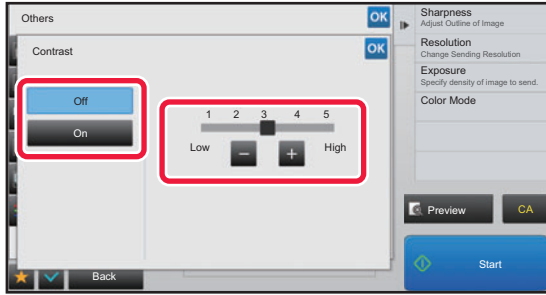 Others
OK
Contrast
OK
Off
On
1 2 3 4 5
Low
−
+
High
Back
Sharpness
Adjust Outline of Image
Resolution
Change Sending Resolution
Exposure
Specify density of image to send.
Color Mode
Preview
CA
Start